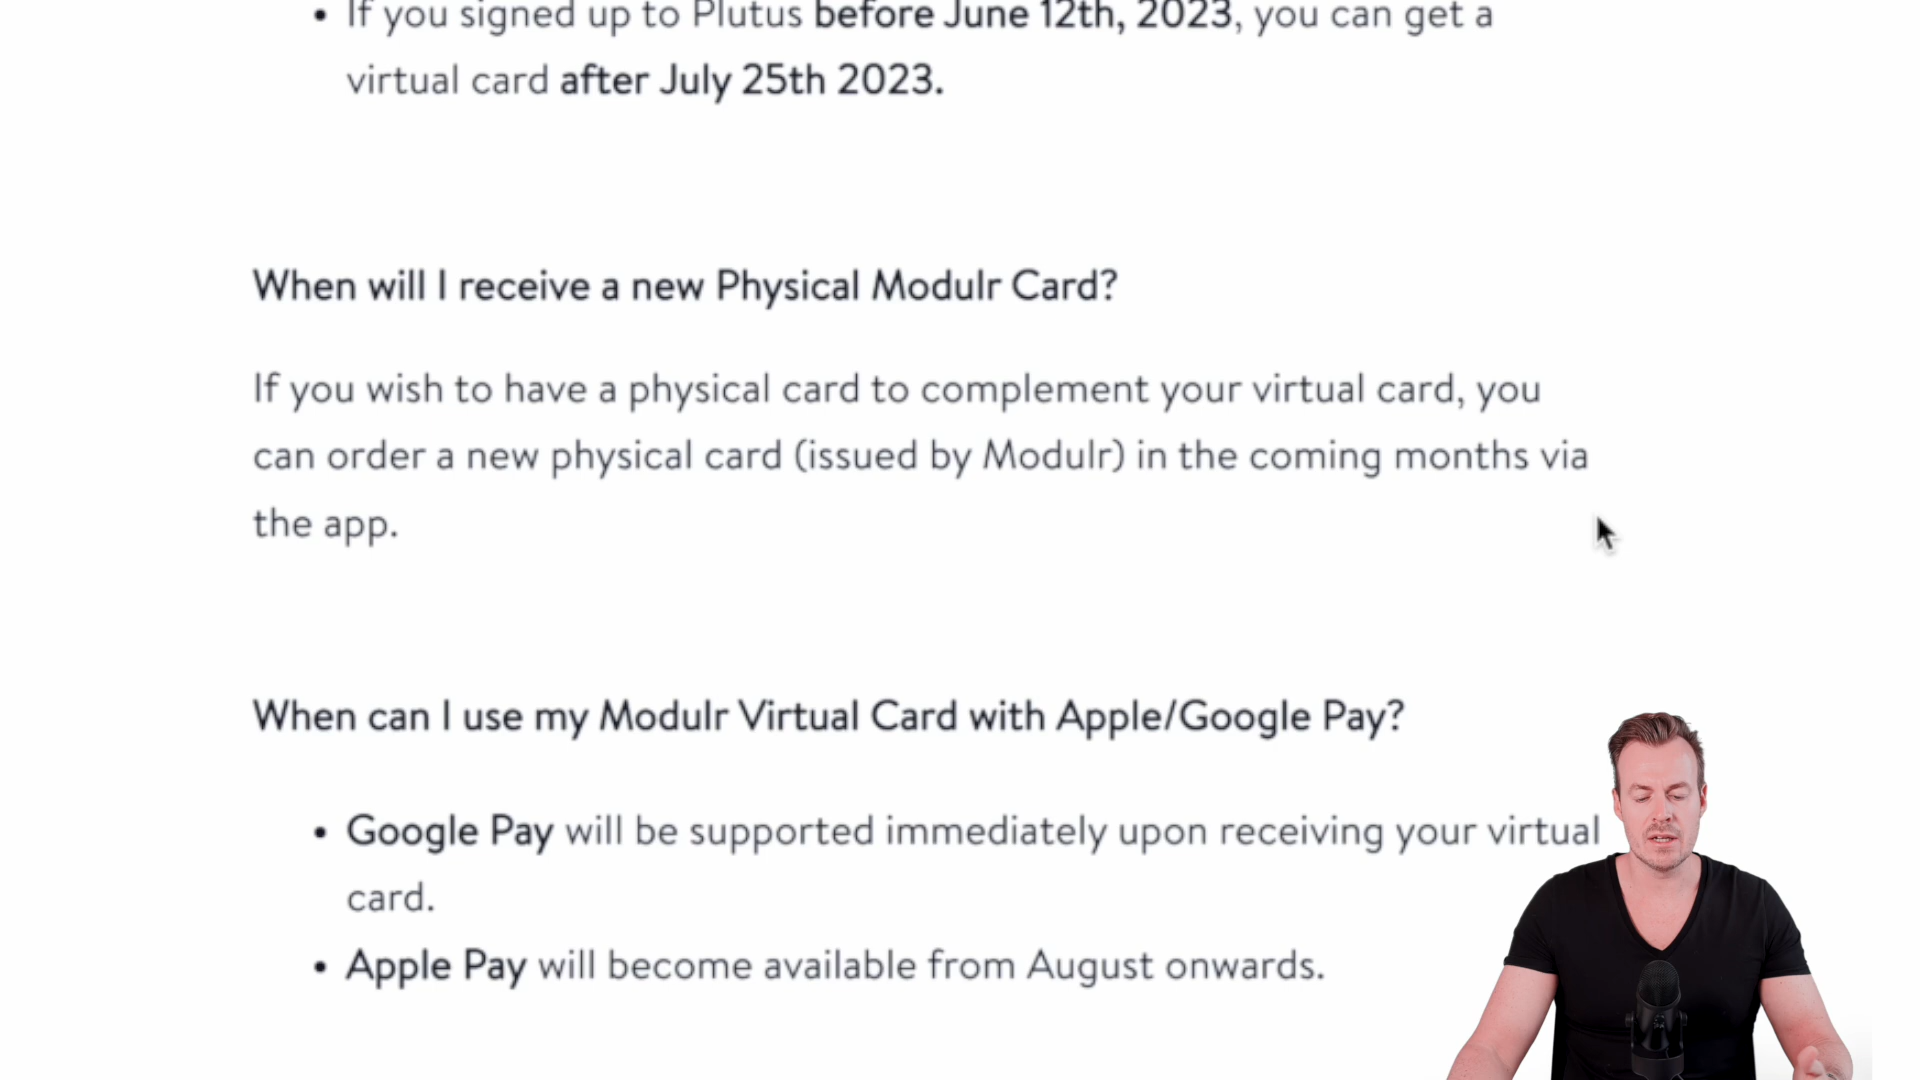 • If you signed up to Plutus before June 12th, 2023, you can get a
virtual card after July 25th 2023.
When will I receive a new Physical Modulr Card?
If you wish to have a physical card to complement your virtual card, you
can order a new physical card (issued by Modulr) in the coming months via
the app.
When can I use my Modulr Virtual Card with Apple/Google Pay?
• Google Pay will be supported immediately upon receiving your virtual
card.
• Apple Pay will become available from August onwards.